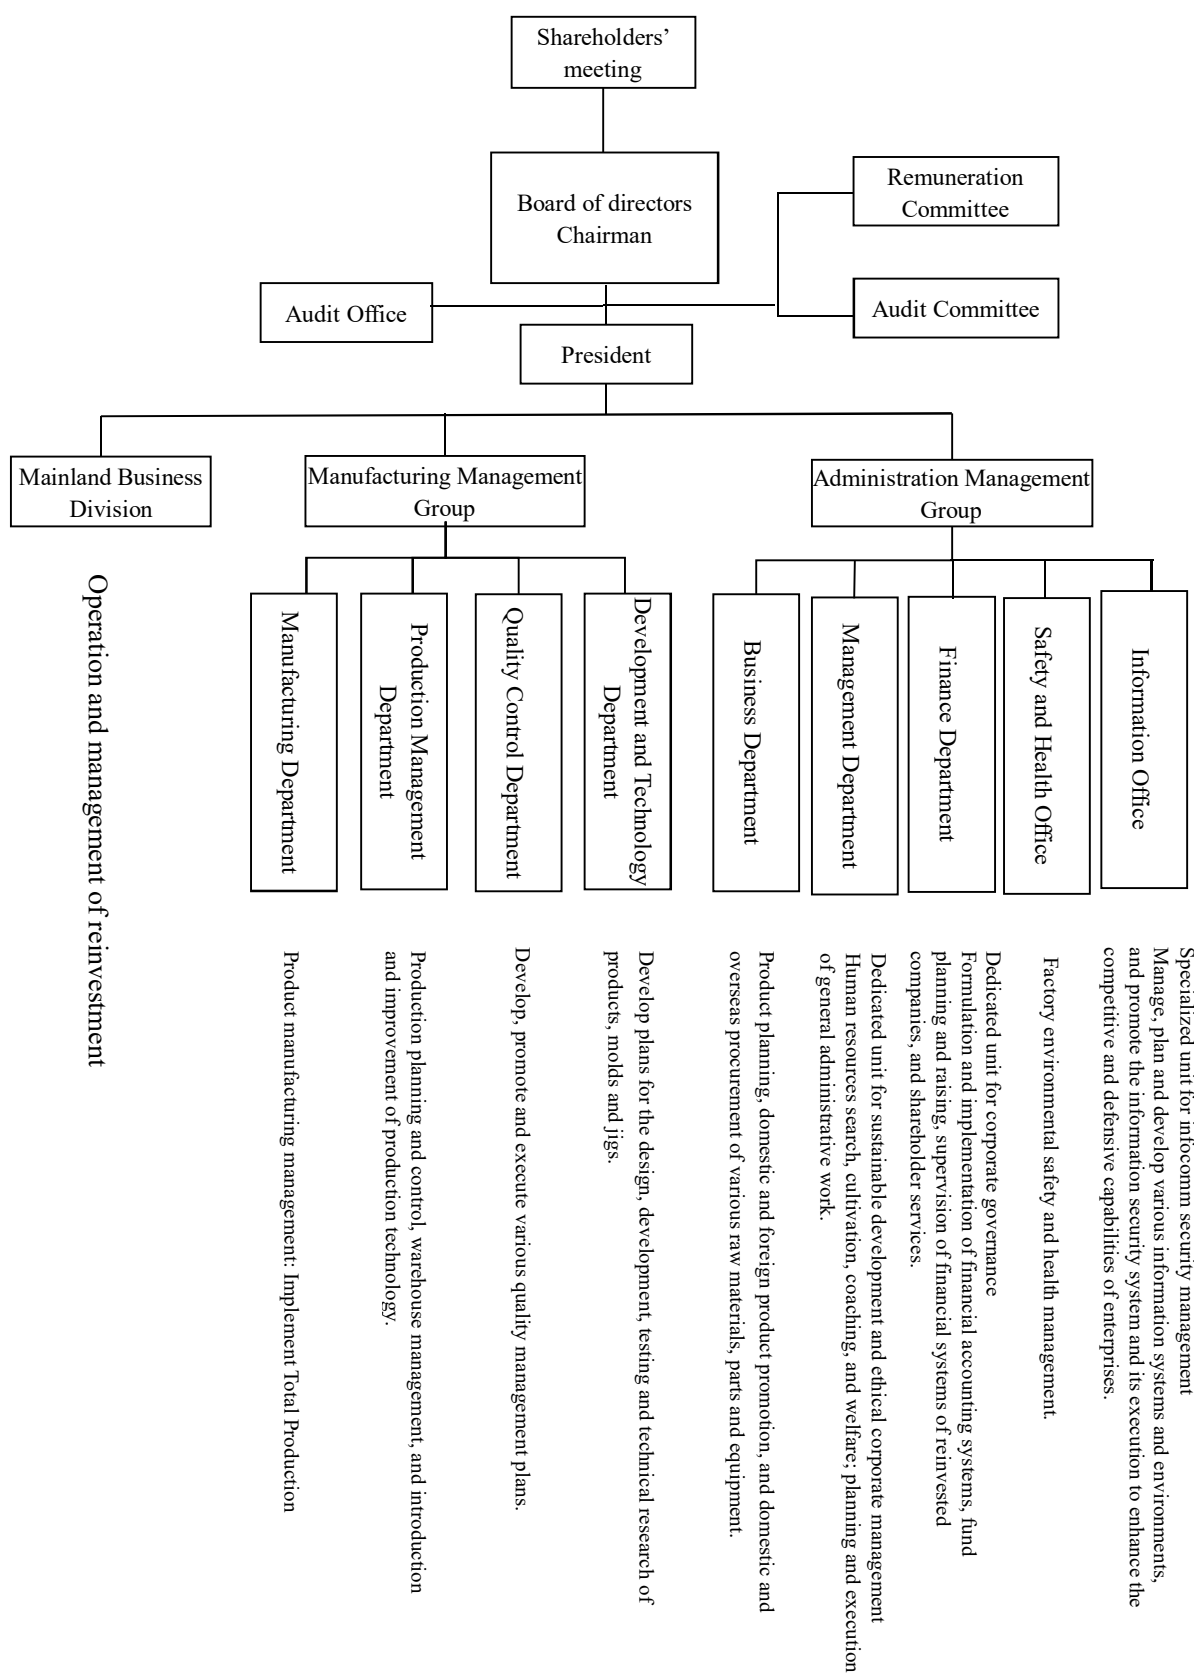 Shareholders’
meeting
Board of directors
Chairman
Remuneration
Committee
Audit Office
Audit Committee
President
Mainland Business
Division
Manufacturing Management
Group
Administration Management
Group
Operation and management of reinvestment
Manufacturing Department
Production Management
Department
Quality Control Department
Development and Technology
Department
Business Department
Management Department
Finance Department
Safety and Health Office
Information Office
Product manufacturing management: Implement Total Production
Production planning and control, warehouse management, and introduction
and improvement of production technology.
Develop, promote and execute various quality management plans.
Develop plans for the design, development, testing and technical research of
products, molds and jigs.
Product planning, domestic and foreign product promotion, and domestic and
overseas procurement of various raw materials, parts and equipment.
Dedicated unit for sustainable development and ethical corporate management
Human resources search, cultivation, coaching, and welfare; planning and execution
of general administrative work.
Dedicated unit for corporate governance
Formulation and implementation of financial accounting systems, fund
planning and raising, supervision of financial systems of reinvested
companies, and shareholder services.
Factory environmental safety and health management.
Specialized unit for infocomm security management
Manage, plan and develop various information systems and environments,
and promote the information security system and its execution to enhance the
competitive and defensive capabilities of enterprises.